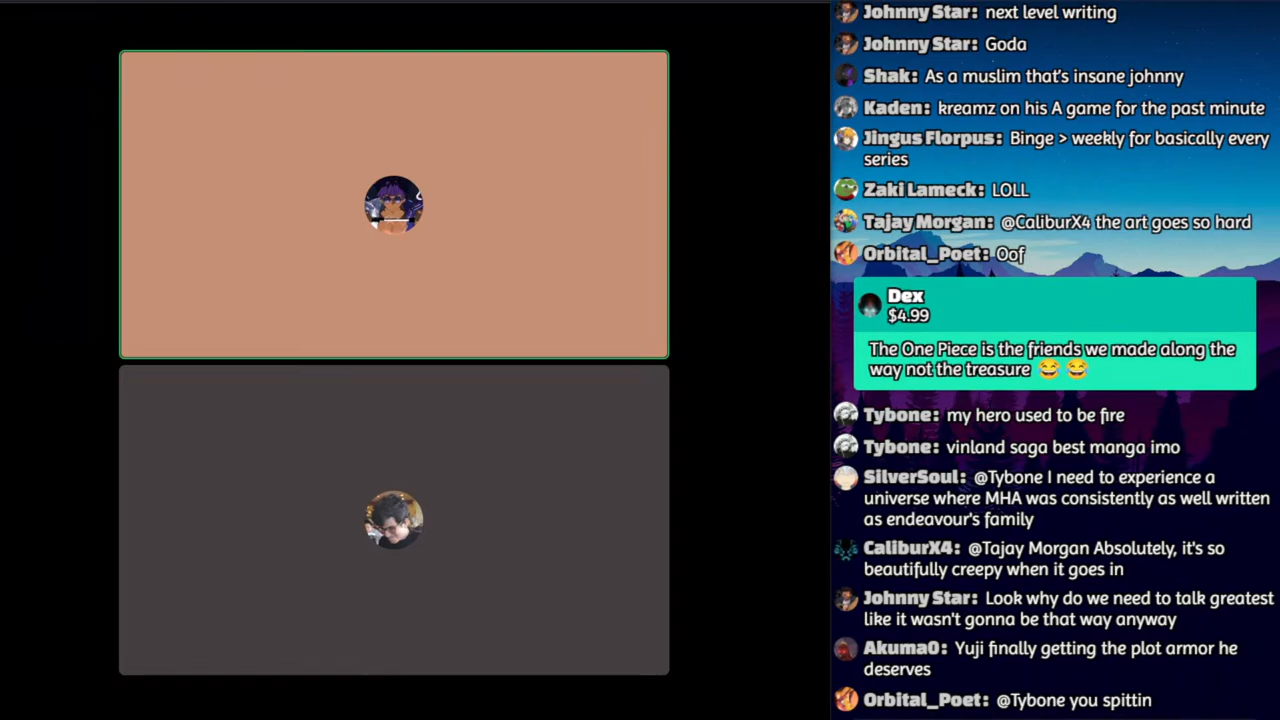 Johnny Star: next level writing
Johnny Star: Goda
Shak: As a muslim that's insane johnny
Kaden: kreamz on his A game for the past minute
Jingus Florpus: Binge > weekly for basically every
series
Zaki Lameck: LOLL
Tajay Morgan: @CaliburX4 the art goes so hard
Orbital_Poet: Oof
Dex
$4.99
The One Piece is the friends we made along the
way not the treasure 😂 😂
Tybone: my hero used to be fire
Tybone: vinland saga best manga imo
SilverSoul: @Tybone I need to experience a
universe where MHA was consistently as well written
as endeavour's family
CaliburX4: @Tajay Morgan Absolutely, it's so
beautifully creepy when it goes in
Johnny Star: Look why do we need to talk greatest
like it wasn't gonna be that way anyway
Akuma0: Yuji finally getting the plot armor he
deserves
Orbital_Poet: @Tybone you spittin